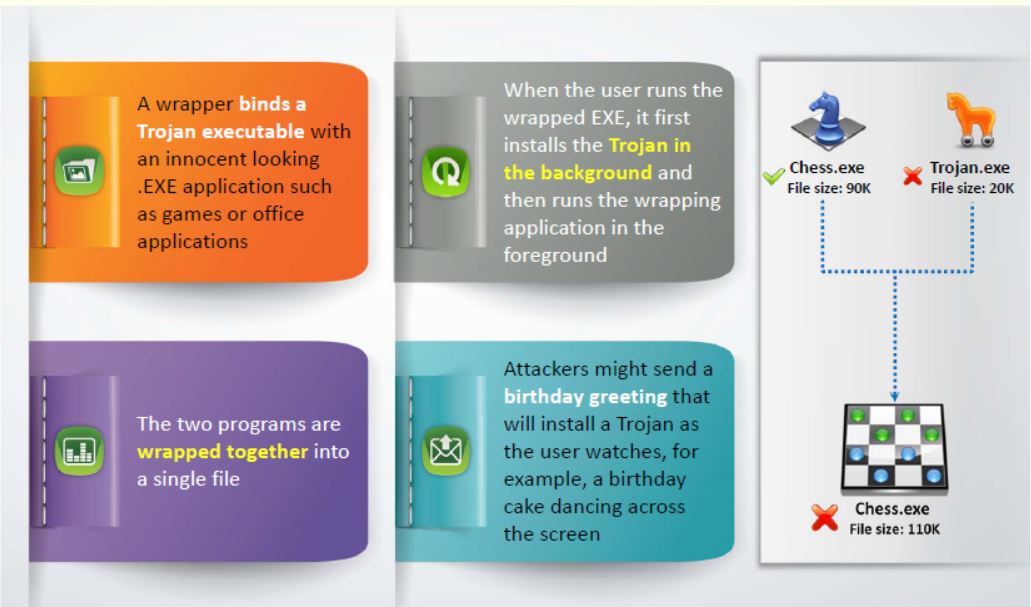 A wrapper binds a
Trojan executable with
an innocent looking
.EXE application such
as games or office
applications
When the user runs the
wrapped EXE, it first
installs the Trojan in
the background and
then runs the wrapping
application in the
foreground
The two programs are
wrapped together into
a single file
Attackers might send a
birthday greeting that
will install a Trojan as
the user watches, for
example, a birthday
cake dancing across
the screen
Chess.exe
File size: 90K
Trojan.exe
File size: 20K
Chess.exe
File size: 110K